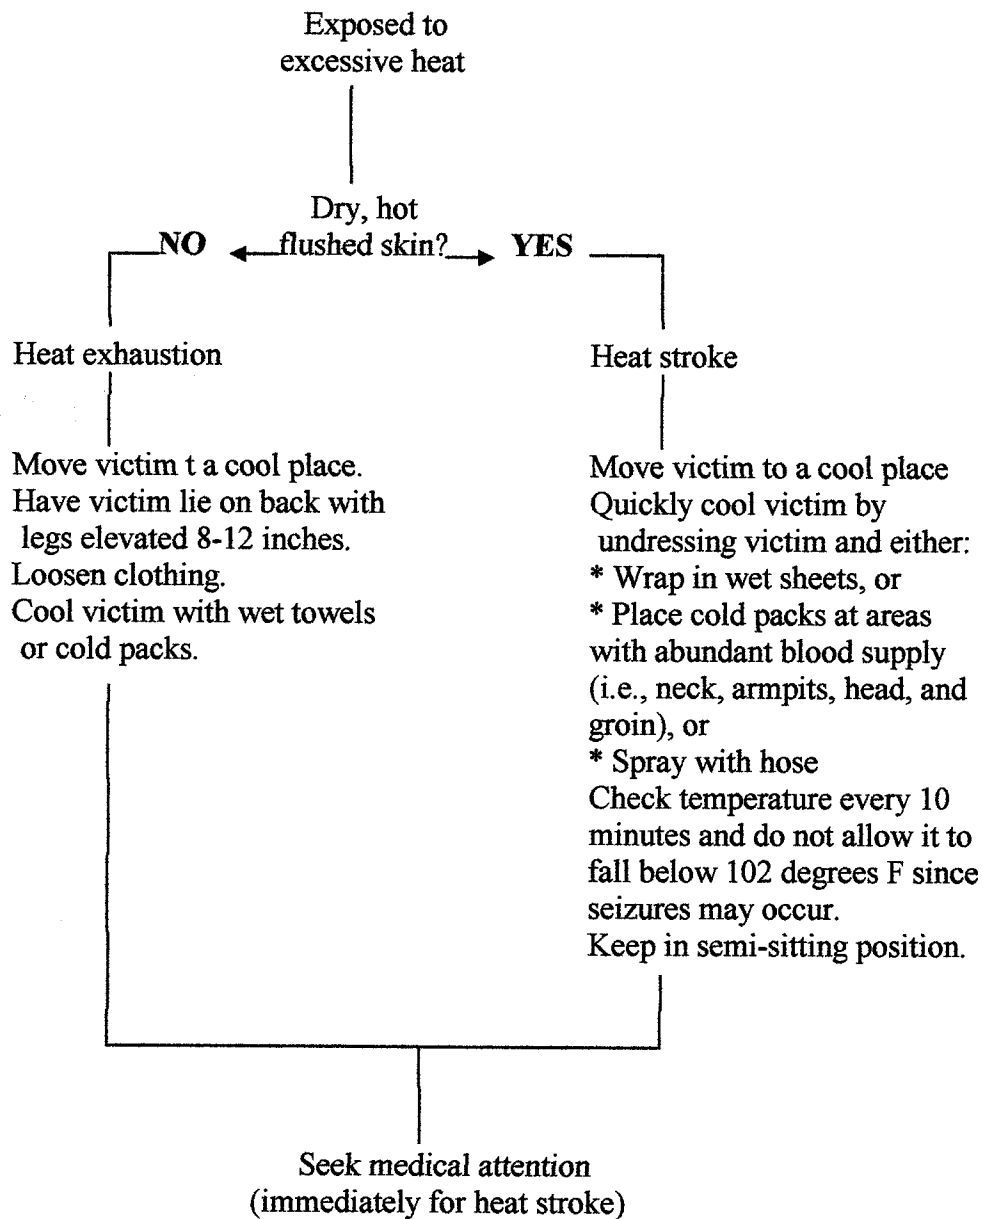 Exposed to
excessive heat
Dry, hot
NO flushed skin? YES
Heat exhaustion
Move victim t a cool place.
Have victim lie on back with
legs elevated 8-12 inches.
Loosen clothing.
Cool victim with wet towels
or cold packs.
Heat stroke
Move victim to a cool place
Quickly cool victim by
undressing victim and either:
* Wrap in wet sheets, or
* Place cold packs at areas
with abundant blood supply
(i.e., neck, armpits, head, and
groin), or
* Spray with hose
Check temperature every 10
minutes and do not allow it to
fall below 102 degrees F since
seizures may occur.
Keep in semi-sitting position.
Seek medical attention
(immediately for heat stroke)